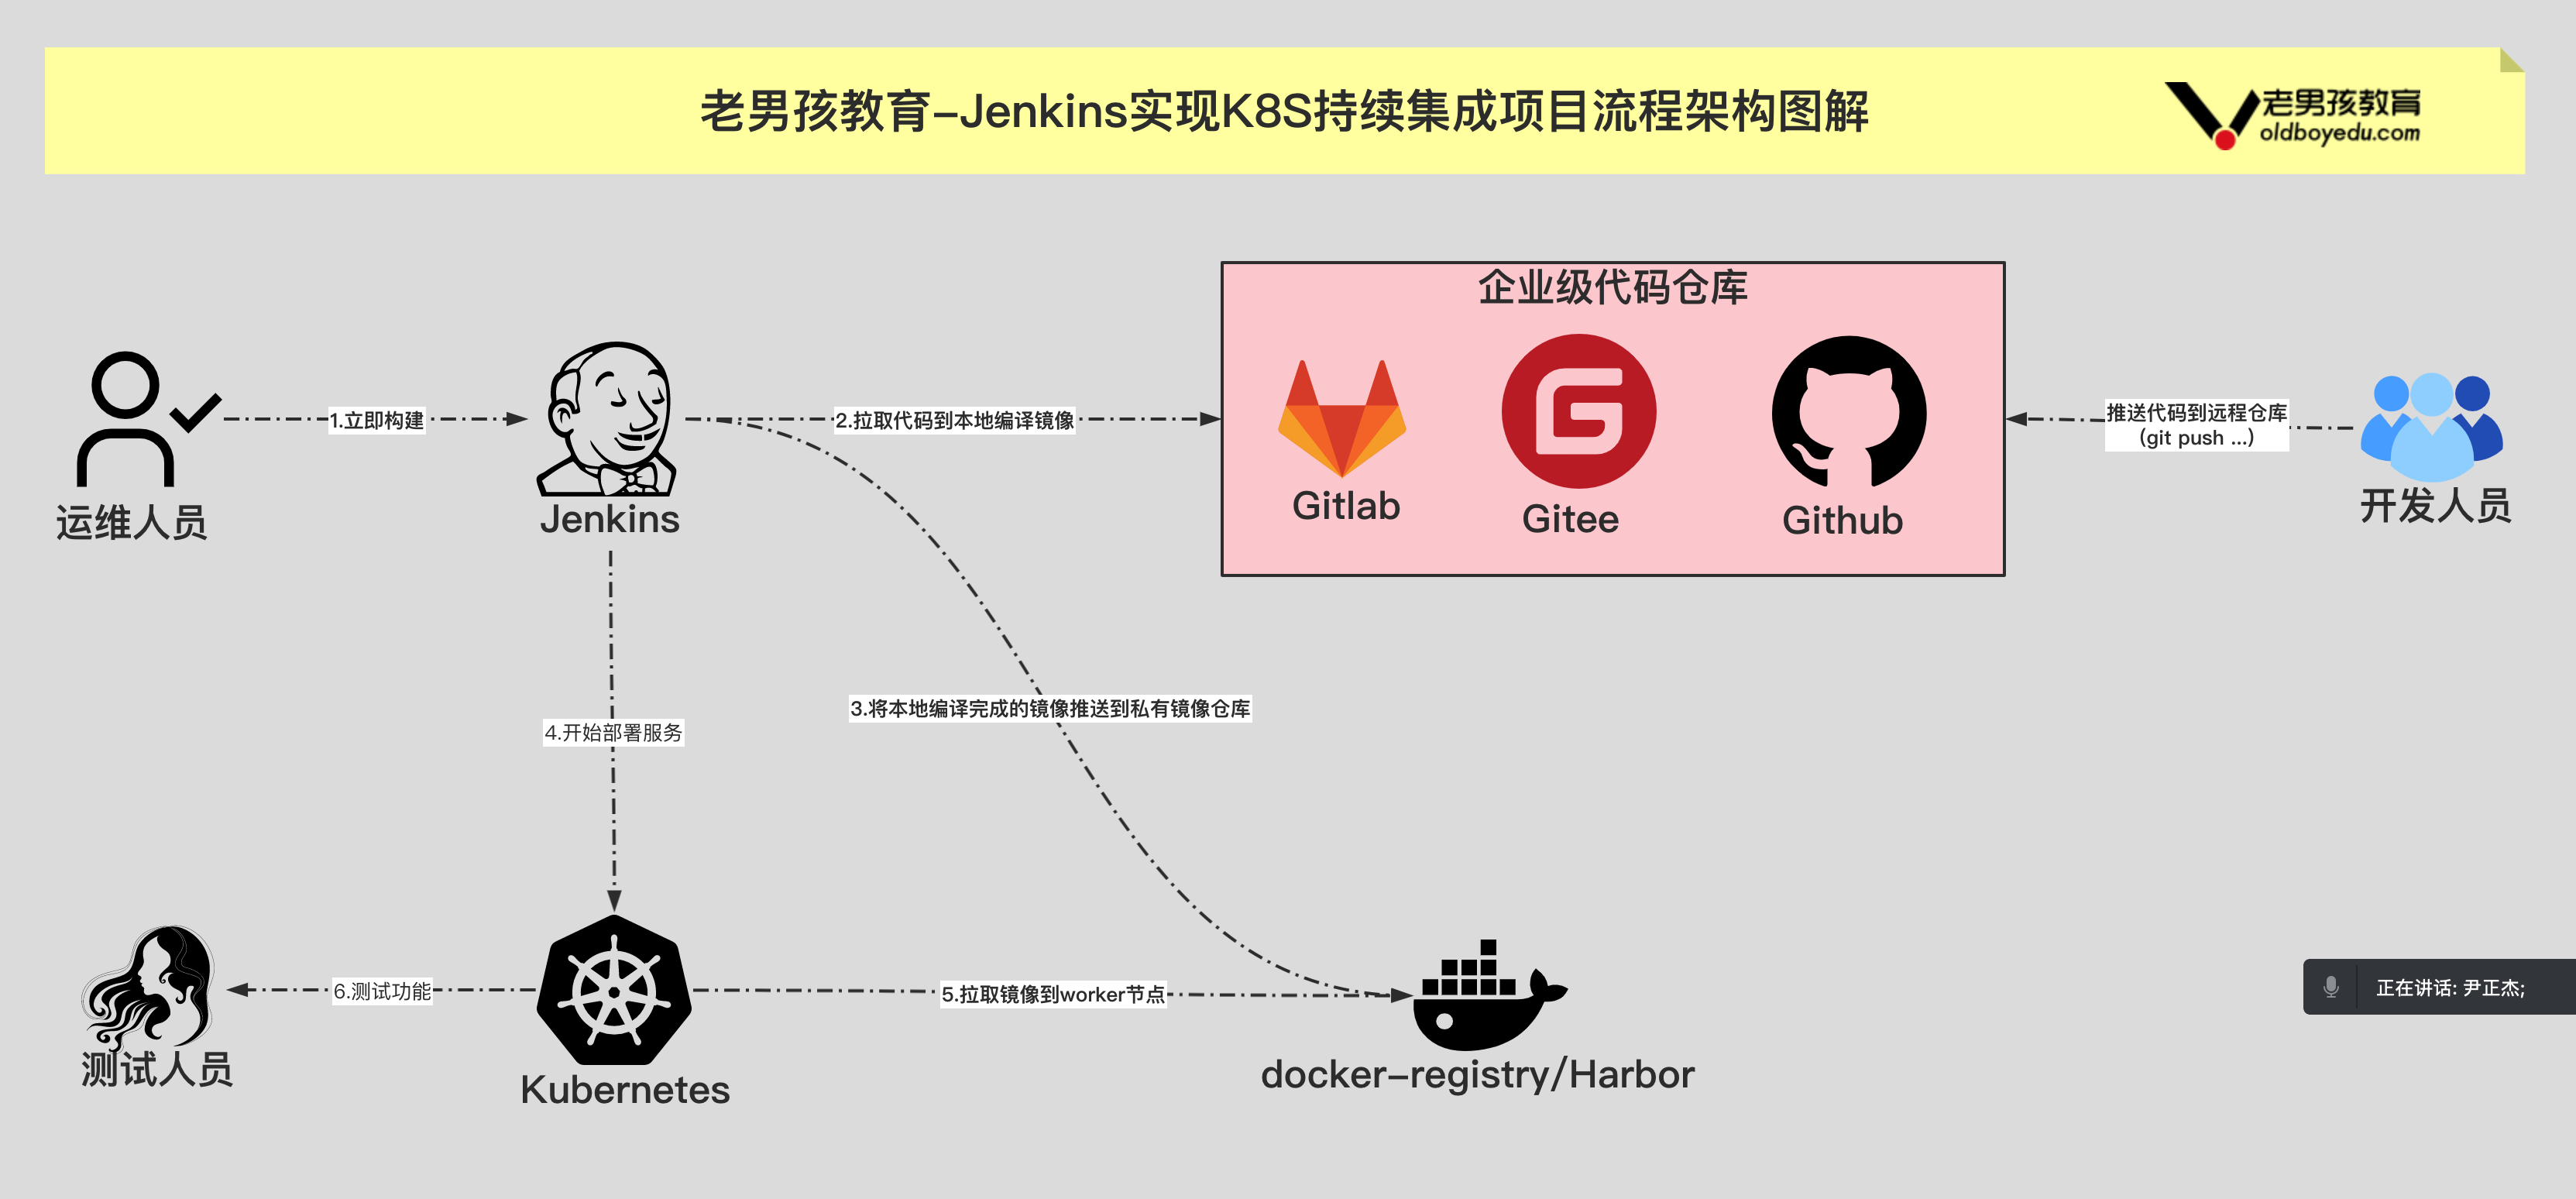 老男孩教育-Jenkins实现K8S持续集成项目流程架构图解
老男孩教育
oldboyedu.com
企业级代码仓库
1.立即构建
2.拉取代码到本地编译镜像
推送代码到远程仓库
(git push ...)
运维人员
Jenkins
Gitlab
Gitee
Github
开发人员
3.将本地编译完成的镜像推送到私有镜像仓库
4.开始部署服务
6.测试功能
5.拉取镜像到worker节点
正在讲话: 尹正杰;
测试人员
Kubernetes
docker-registry/Harbor